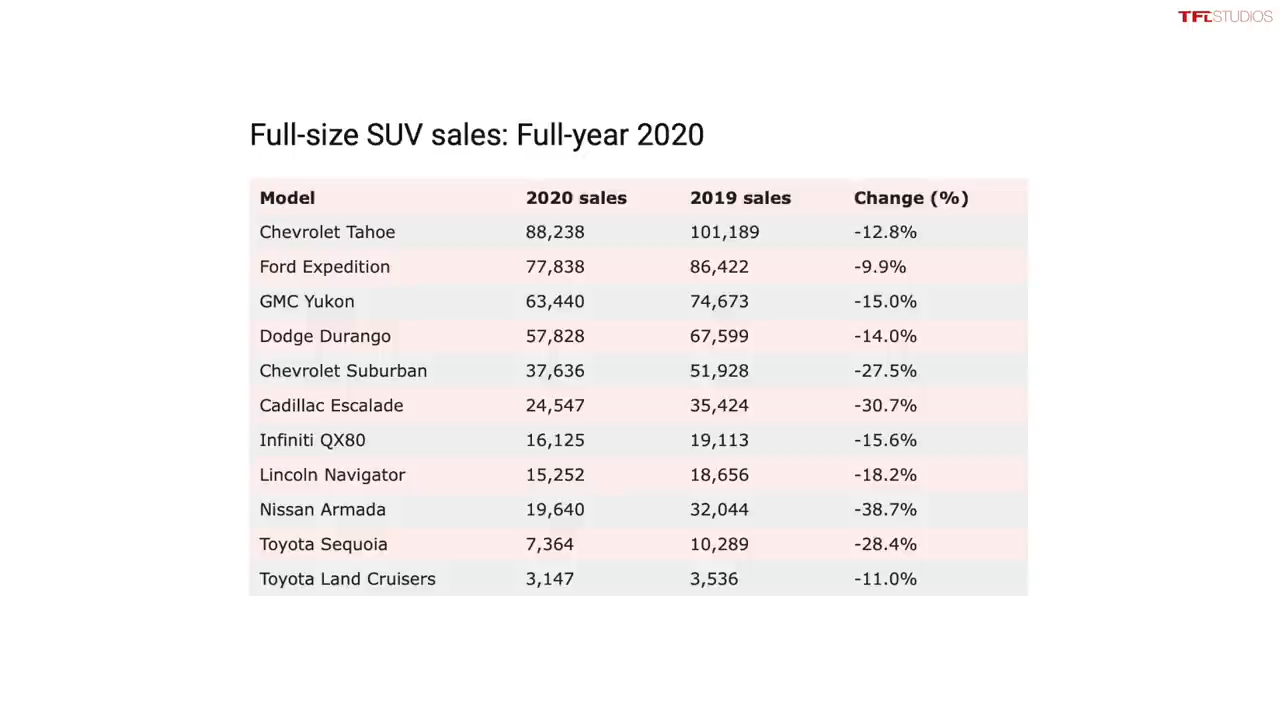 TFLSTUDIOS
Full-size SUV sales: Full-year 2020
Model 2020 sales 2019 sales Change (%)
Chevrolet Tahoe 88,238 101,189 -12.8%
Ford Expedition 77,838 86,422 -9.9%
GMC Yukon 63,440 74,673 -15.0%
Dodge Durango 57,828 67,599 -14.0%
Chevrolet Suburban 37,636 51,928 -27.5%
Cadillac Escalade 24,547 35,424 -30.7%
Infiniti QX80 16,125 19,113 -15.6%
Lincoln Navigator 15,252 18,656 -18.2%
Nissan Armada 19,640 32,044 -38.7%
Toyota Sequoia 7,364 10,289 -28.4%
Toyota Land Cruisers 3,147 3,536 -11.0%